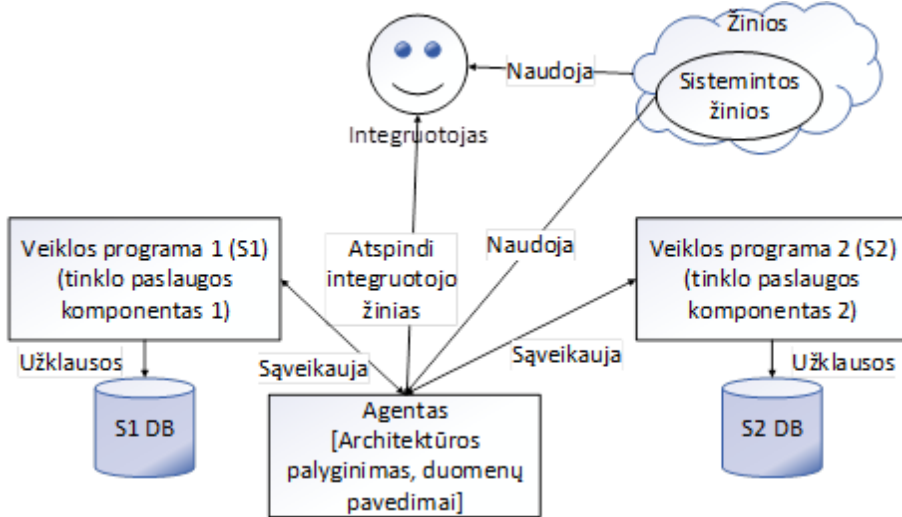 Žinios
Naudoja
Sistemintos
žinios
Integruotojas
Veiklos programa 1 (S1)
(tinklo paslaugos
komponentas 1)
Atspindi
integruotojo
žinias
Naudoja
Veiklos programa 2 (S2)
(tinklo paslaugos
komponentas 2)
Užklausos
Sąveikauja
Sąveikauja
Užklausos
S1 DB
Agentas
[Architektūros
palyginimas, duomenų
pavedimai]
S2 DB